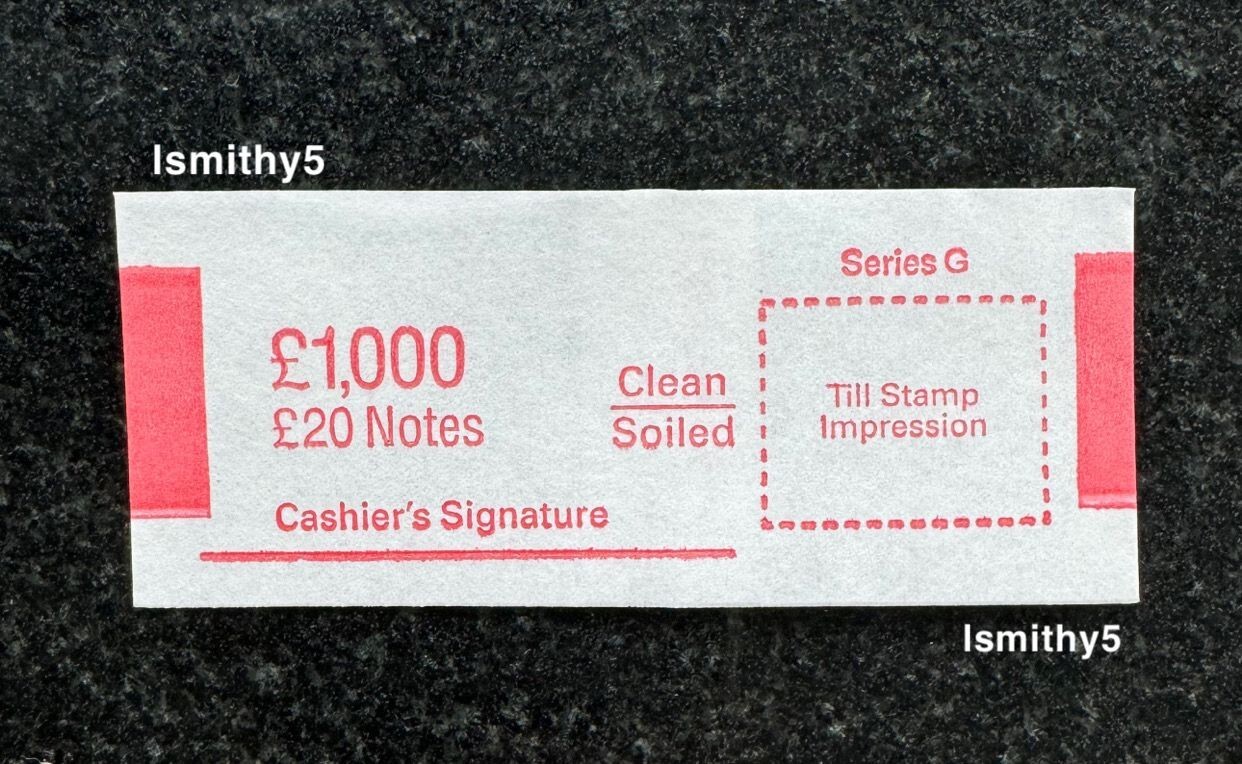 lsmithy5
Series G
£1,000
£20 Notes
Clean
Soiled
Till Stamp
Impression
Cashier's Signature
lsmithy5